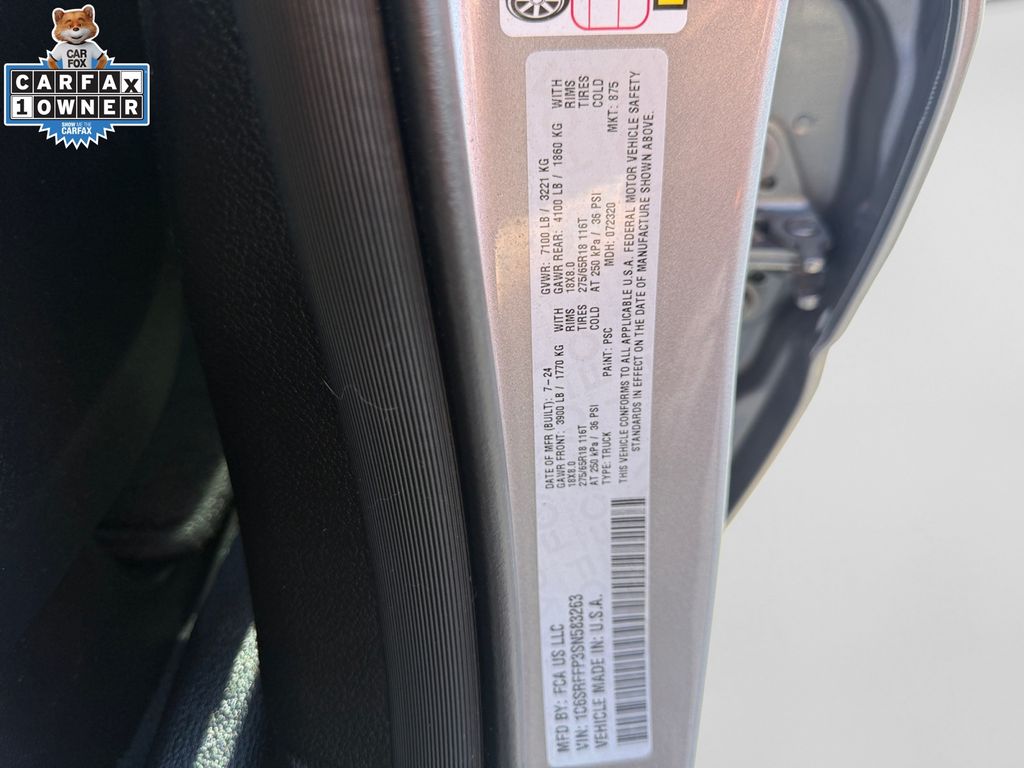 CAR
FOX
CARFAX
1 OWNER
SHOW ME THE
CARFAX
MFD BY: FCA US LLC
VIN: 1C6SRFFP3SN583263
VEHICLE MADE IN: U.S.A.
DATE OF MFR (BUILT): 7-24
GAWR FRONT: 3900 LB / 1770 KG WITH
18X8.0 RIMS
275/65R18 116T TIRES
AT 250 kPa / 36 PSI COLD
GVWR: 7100 LB / 3221 KG
GAWR REAR: 4100 LB / 1860 KG WITH
18X8.0 RIMS
275/65R18 116T TIRES
AT 250 kPa / 36 PSI COLD
TYPE: TRUCK PAINT: PSC MDH: 072320 MKT: 875
THIS VEHICLE CONFORMS TO ALL APPLICABLE U.S.A. FEDERAL MOTOR VEHICLE SAFETY
STANDARDS IN EFFECT ON THE DATE OF MANUFACTURE SHOWN ABOVE.